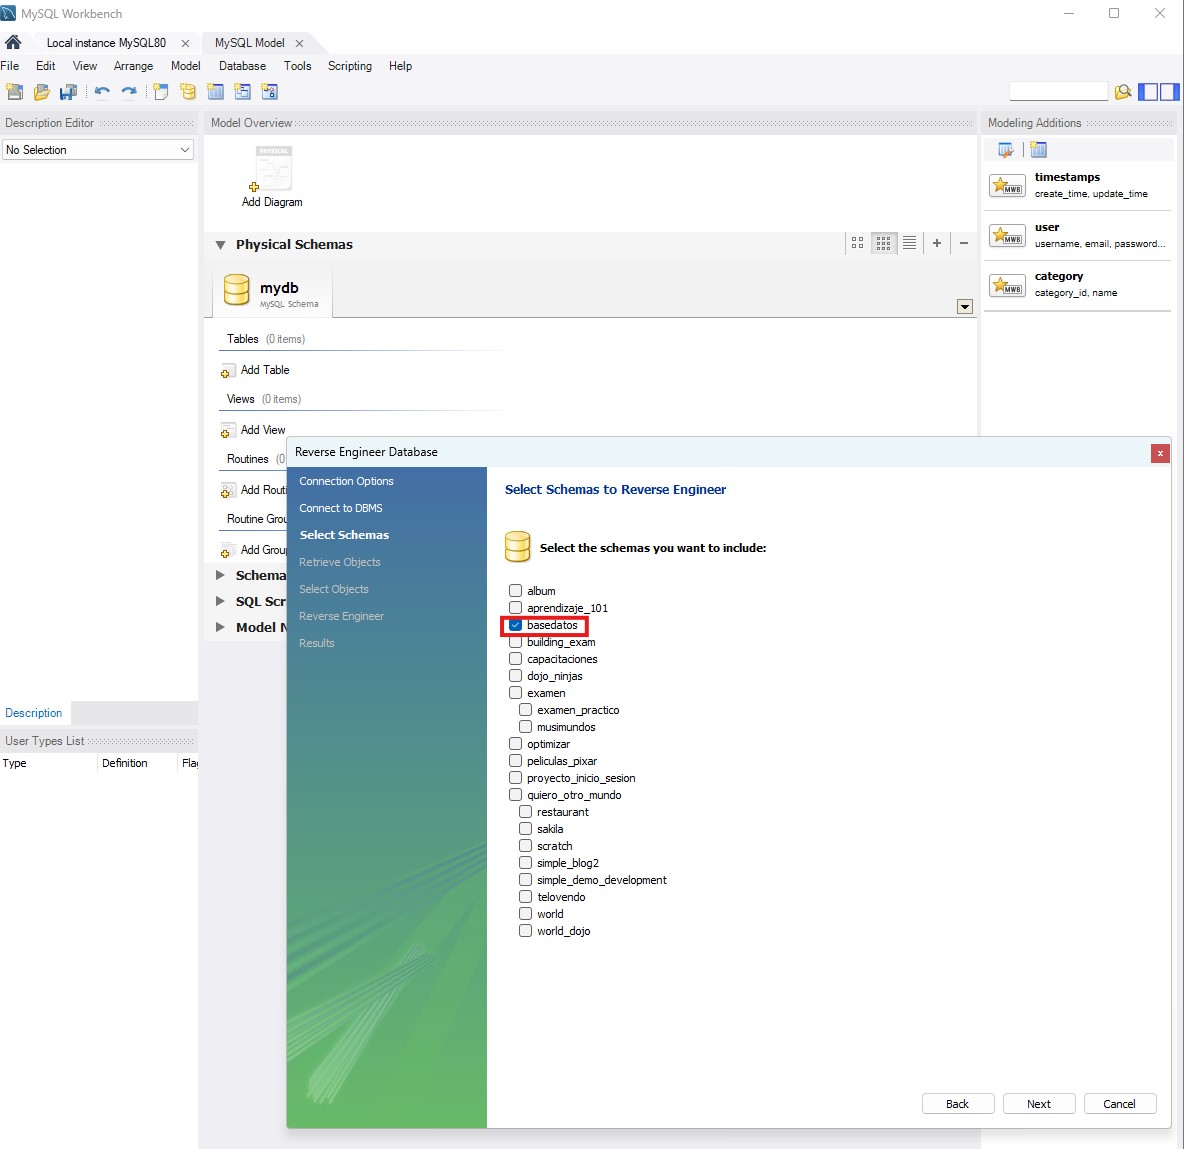 MySQL Workbench
Local instance MySQL80
MySQL Model
File Edit View Arrange Model Database Tools Scripting Help
Description Editor
No Selection
Model Overview
PHYSICAL
Add Diagram
Physical Schemas
mydb
MySQL Schema
Tables (0 items)
Add Table
Views (0 items)
Add View
Routines (0
Add Routi
Routine Grou
Add Grou
Schema
SQL Scr
Model N
Modeling Additions
MWB
timestamps
create_time, update_time
MWB
user
username, email, password...
MWB
category
category_id, name
Description
User Types List
Type Definition Flag
Reverse Engineer Database
x
Connection Options
Connect to DBMS
Select Schemas
Retrieve Objects
Select Objects
Reverse Engineer
Results
Select Schemas to Reverse Engineer
Select the schemas you want to include:
album
aprendizaje_101
basedatos
building_exam
capacitaciones
dojo_ninjas
examen
examen_practico
musimundos
optimizar
peliculas_pixar
proyecto_inicio_sesion
quiero_otro_mundo
restaurant
sakila
scratch
simple_blog2
simple_demo_development
telovendo
world
world_dojo
Back Next Cancel